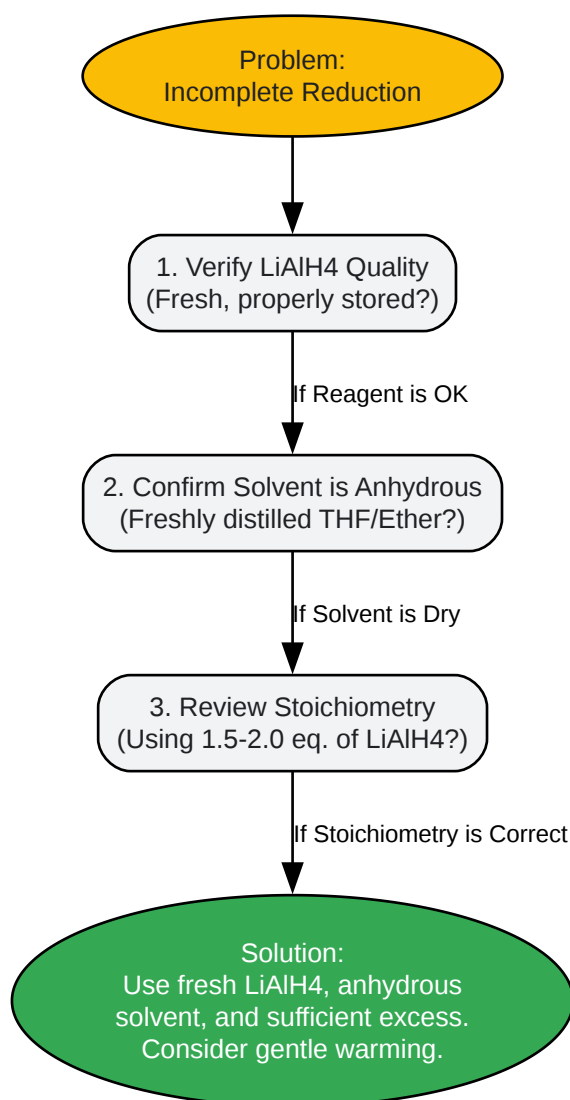 Problem:
Incomplete Reduction
1. Verify LiAlH4 Quality
(Fresh, properly stored?)
If Reagent is OK
2. Confirm Solvent is Anhydrous
(Freshly distilled THF/Ether?)
If Solvent is Dry
3. Review Stoichiometry
(Using 1.5-2.0 eq. of LiAlH4?)
If Stoichiometry is Correct
Solution:
Use fresh LiAlH4, anhydrous
solvent, and sufficient excess.
Consider gentle warming.